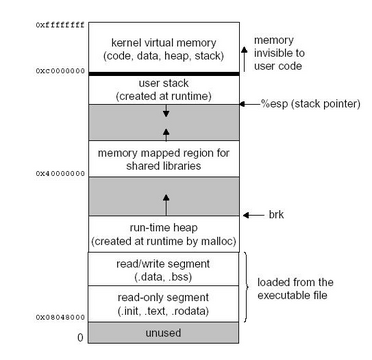 0xffffffff
kernel virtual memory
(code, data, heap, stack)
memory
invisible to
user code
0xc0000000
user stack
(created at runtime)
%esp (stack pointer)
memory mapped region for
shared libraries
0x40000000
brk
run-time heap
(created at runtime by malloc)
read/write segment
(.data, .bss)
loaded from the
executable file
read-only segment
(.init, .text, .rodata)
0x08048000
unused
0